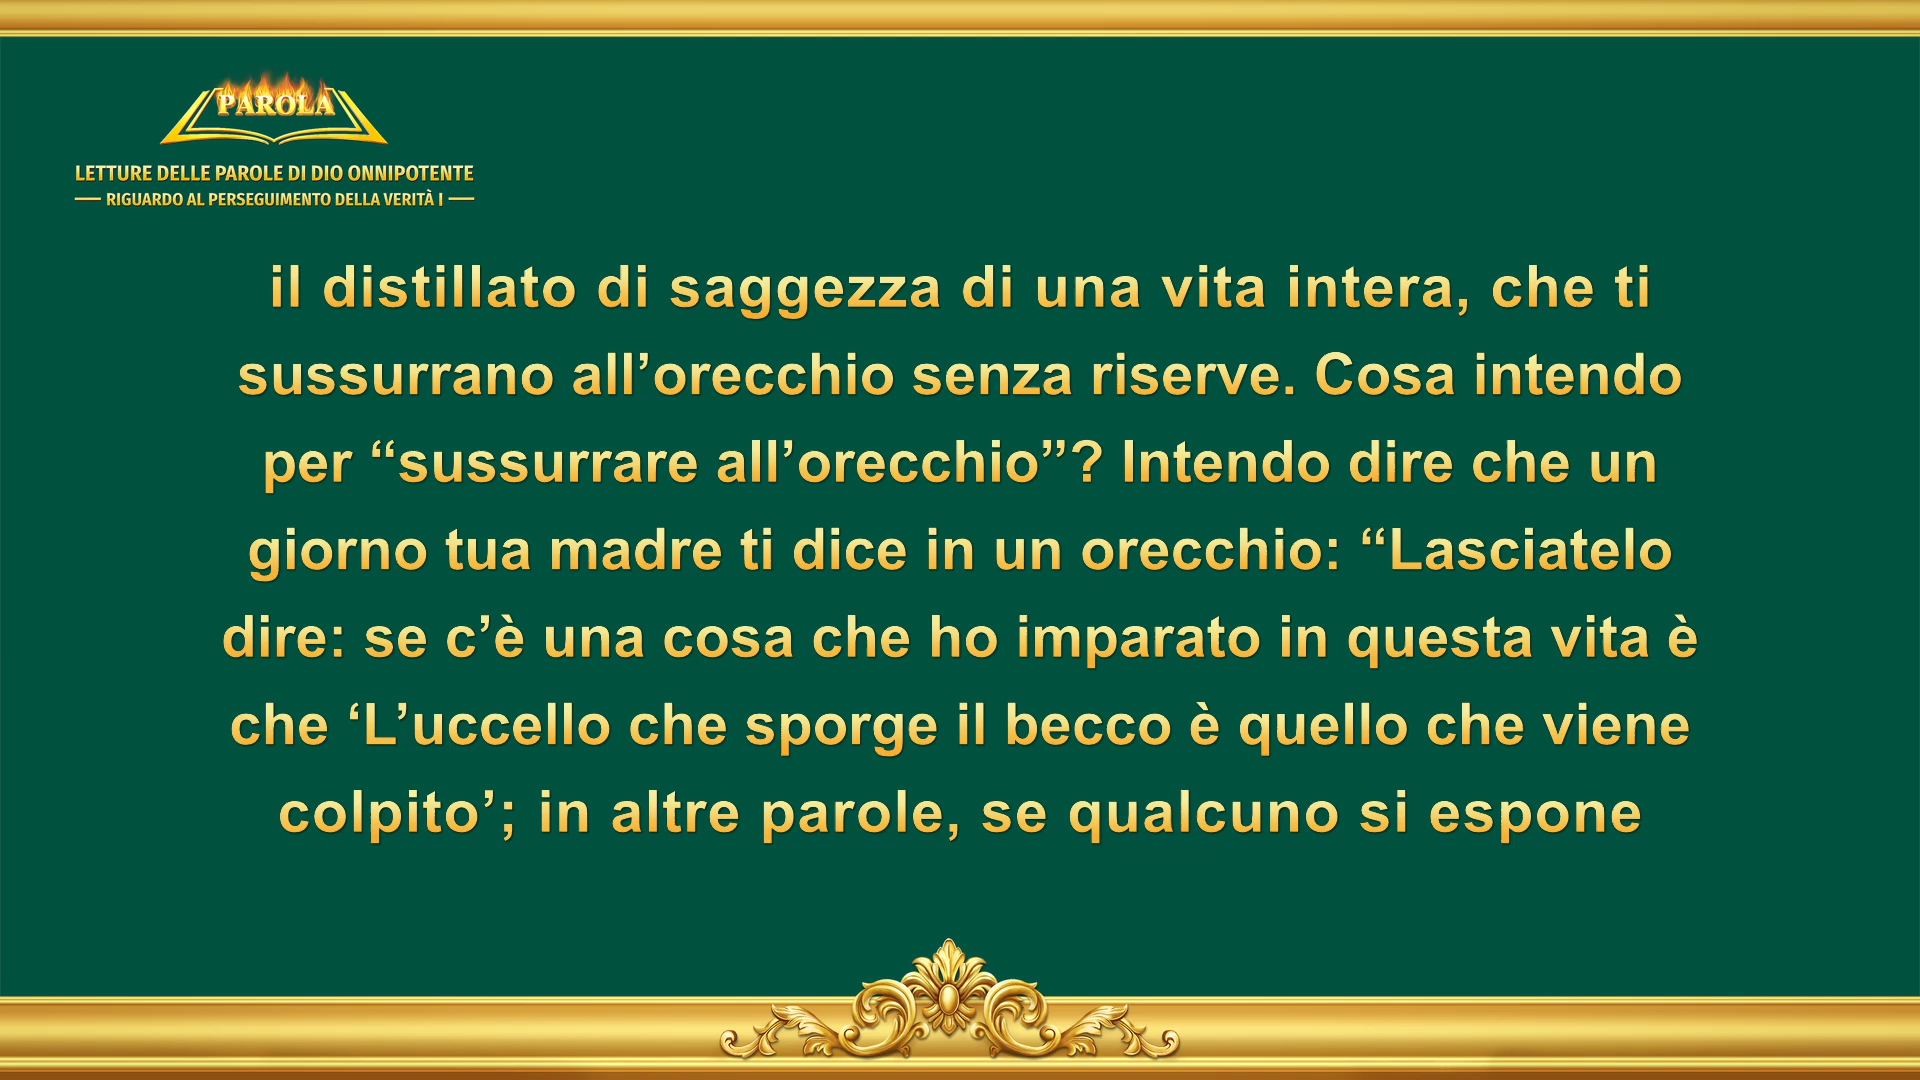 PAROLA
LETTURE DELLE PAROLE DI DIO ONNIPOTENTE
RIGUARDO AL PERSEGUIMENTO DELLA VERITÀ I
il distillato di saggezza di una vita intera, che ti
sussurrano all’orecchio senza riserve. Cosa intendo
per “sussurrare all’orecchio”? Intendo dire che un
giorno tua madre ti dice in un orecchio: “Lasciatelo
dire: se c’è una cosa che ho imparato in questa vita è
che ‘L’uccello che sporge il becco è quello che viene
colpito’; in altre parole, se qualcuno si espone